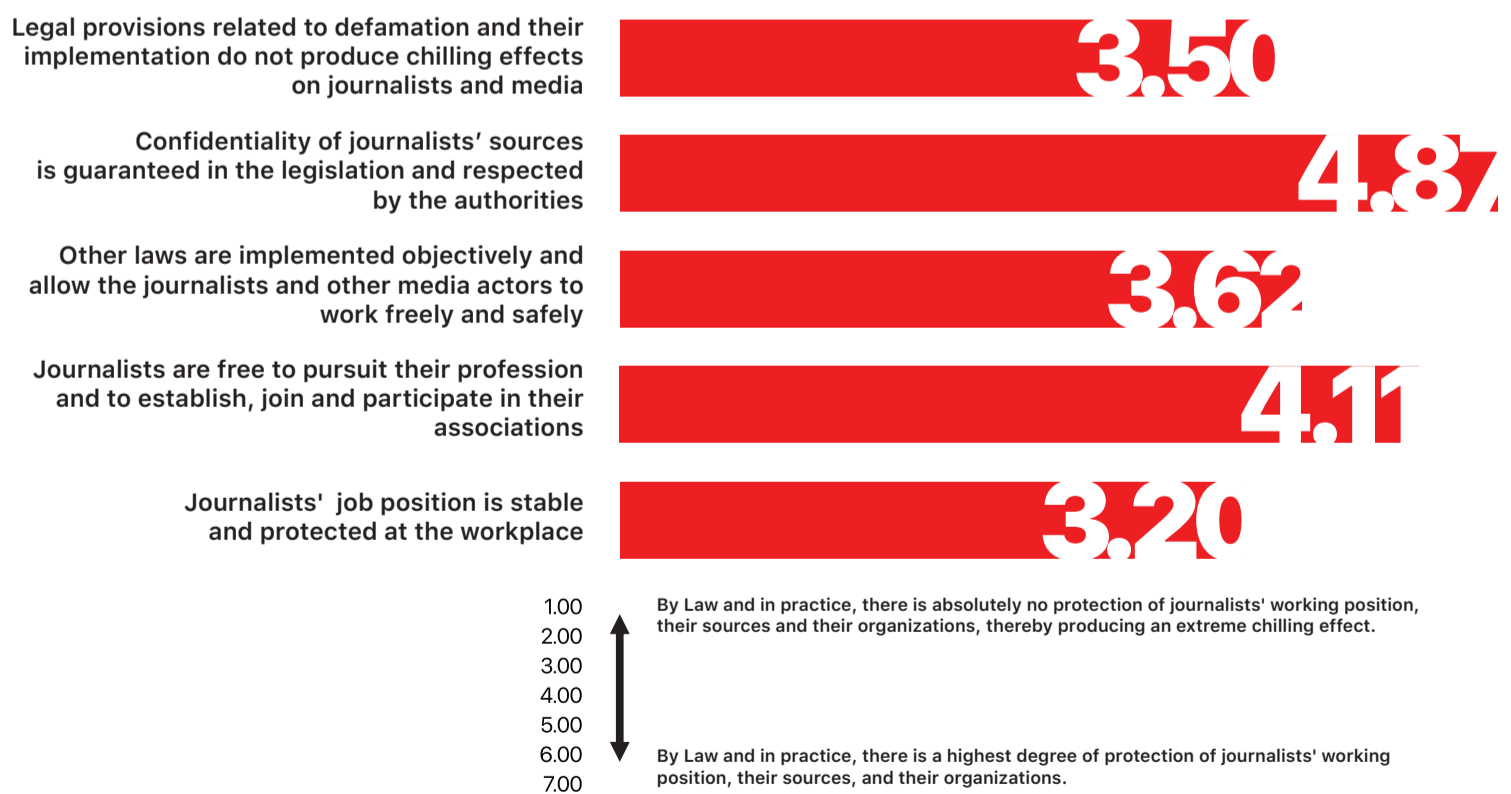 Legal provisions related to defamation and their
implementation do not produce chilling effects
on journalists and media
3.50
Confidentiality of journalists’ sources
is guaranteed in the legislation and respected
by the authorities
4.87
Other laws are implemented objectively and
allow the journalists and other media actors to
work freely and safely
3.62
Journalists are free to pursuit their profession
and to establish, join and participate in their
associations
4.11
Journalists'  job position is stable
and protected at the workplace
3.20
1.00
2.00
3.00
4.00
5.00
6.00
7.00
By Law and in practice, there is absolutely no protection of journalists' working position,
their sources and their organizations, thereby producing an extreme chilling effect.
By Law and in practice, there is a highest degree of protection of journalists' working
position, their sources, and their organizations.